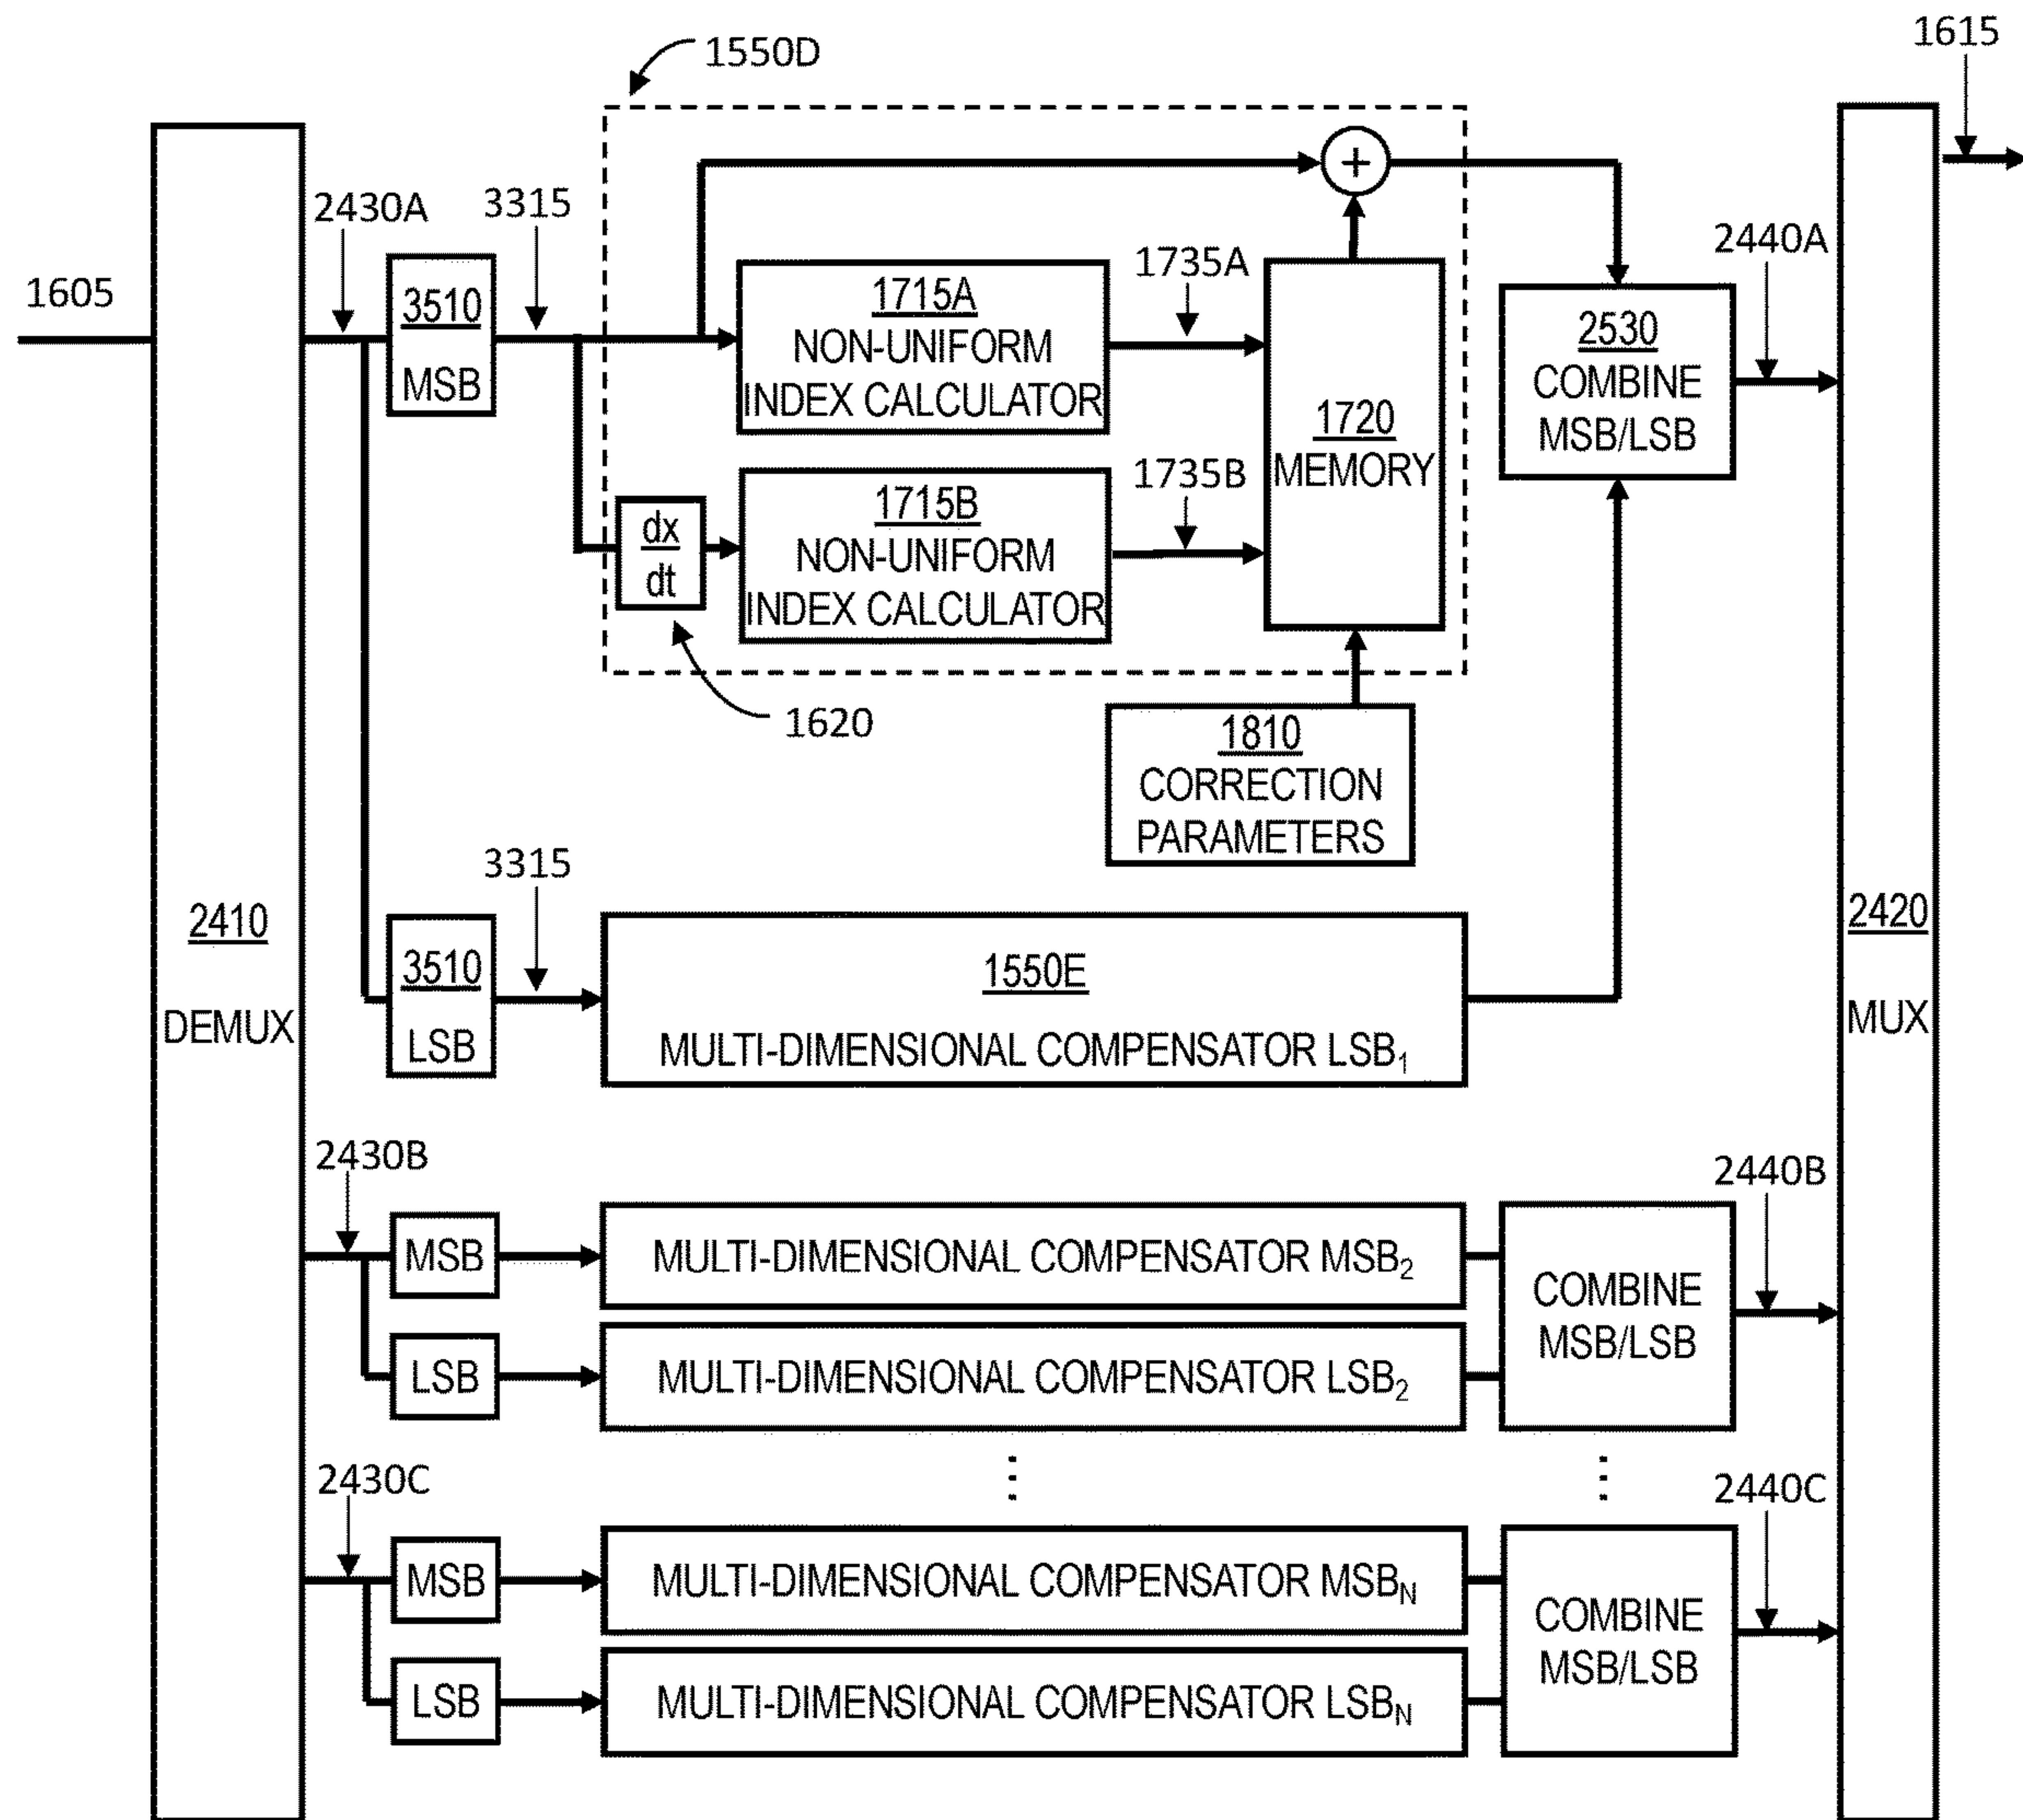 1615
1550D
2430A
3315
2440A
1605
3510
MSB
1715A
NON-UNIFORM
INDEX CALCULATOR
1735A
+
1720
MEMORY
2530
COMBINE
MSB/LSB
dx
dt
1715B
NON-UNIFORM
INDEX CALCULATOR
1735B
1620
1810
CORRECTION
PARAMETERS
3315
2410
DEMUX
3510
LSB
1550E
MULTI-DIMENSIONAL COMPENSATOR LSB₁
2420
MUX
2430B
2440B
MSB
MULTI-DIMENSIONAL COMPENSATOR MSB₂
COMBINE
MSB/LSB
LSB
MULTI-DIMENSIONAL COMPENSATOR LSB₂
⋮
⋮
2430C
2440C
MSB
MULTI-DIMENSIONAL COMPENSATOR MSB_N
COMBINE
MSB/LSB
LSB
MULTI-DIMENSIONAL COMPENSATOR LSB_N